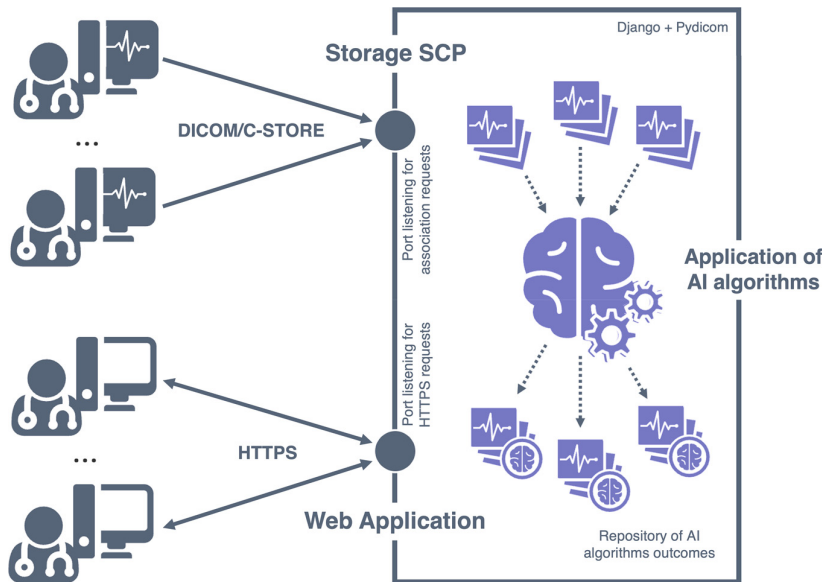 Django + Pydicom
Storage SCP
DICOM/C-STORE
...
Port listening for
association requests
Application of
AI algorithms
Port listening for
HTTPS requests
HTTPS
...
Web Application
Repository of AI
algorithms outcomes